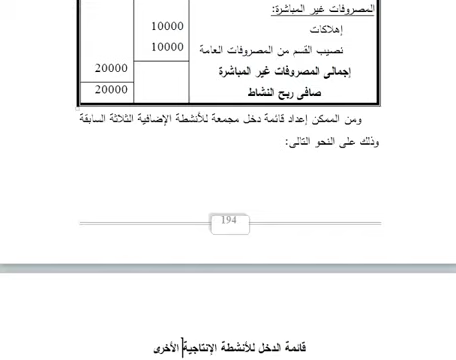 المصروفات غير المباشرة:
إهلاكات 10000
نصيب القسم من المصروفات العامة 10000
إجمالى المصروفات غير المباشرة 20000
صافى ربح النشاط 20000
ومن الممكن إعداد قائمة دخل مجمعة للأنشطة الإضافية الثلاثة السابقة
وذلك على النحو التالى:
194
قائمة الدخل للأنشطة الإنتاجية الأخرى